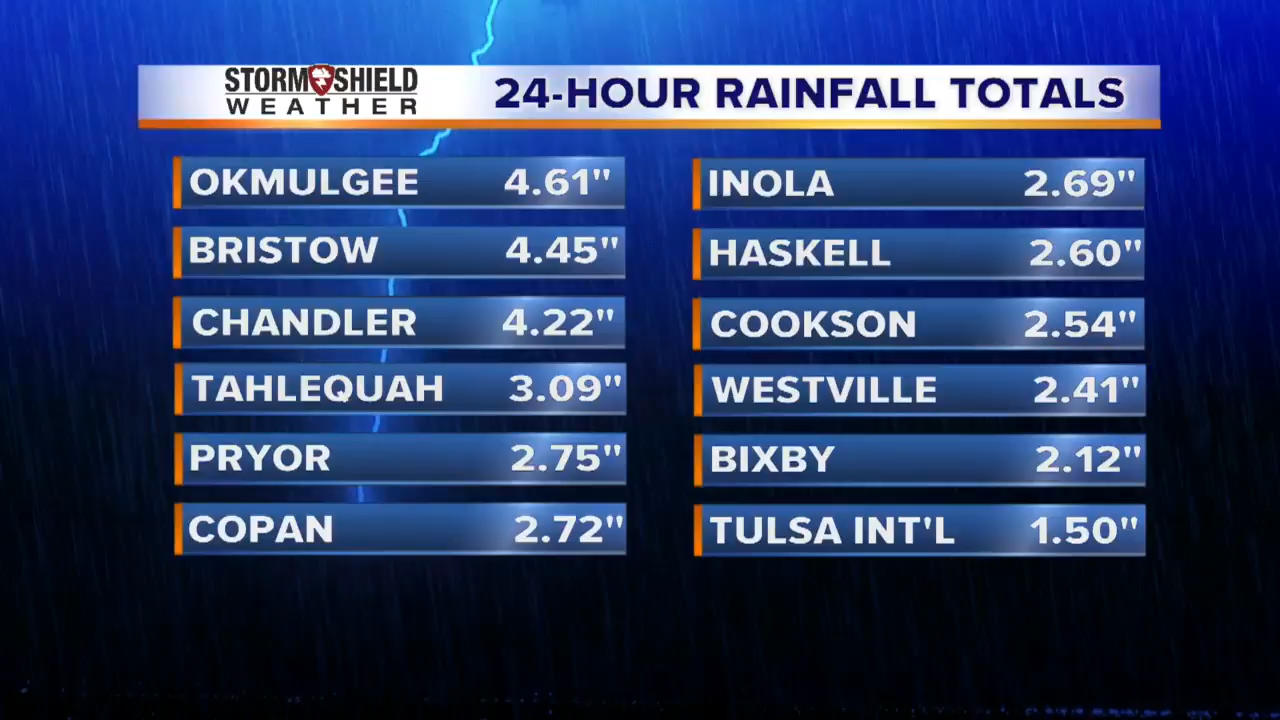 STORM SHIELD
WEATHER
24-HOUR RAINFALL TOTALS
OKMULGEE 4.61"
BRISTOW 4.45"
CHANDLER 4.22"
TAHLEQUAH 3.09"
PRYOR 2.75"
COPAN 2.72"
INOLA 2.69"
HASKELL 2.60"
COOKSON 2.54"
WESTVILLE 2.41"
BIXBY 2.12"
TULSA INT'L 1.50"